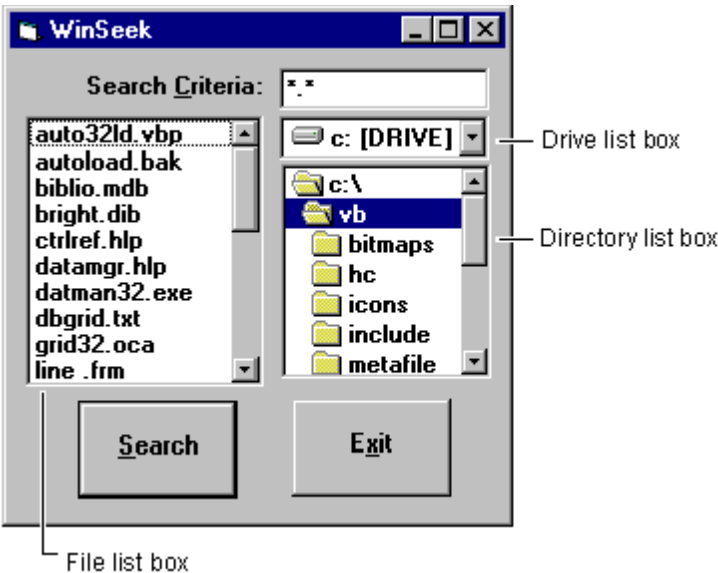 WinSeek
Search Criteria:
*.*
auto32ld.vbp
autoload.bak
biblio.mdb
bright.dib
ctrlref.hlp
datamgr.hlp
datman32.exe
dbgrid.txt
grid32.oca
line .frm
c: [DRIVE]
c:\
vb
bitmaps
hc
icons
include
metafile
Search
Exit
Drive list box
Directory list box
File list box